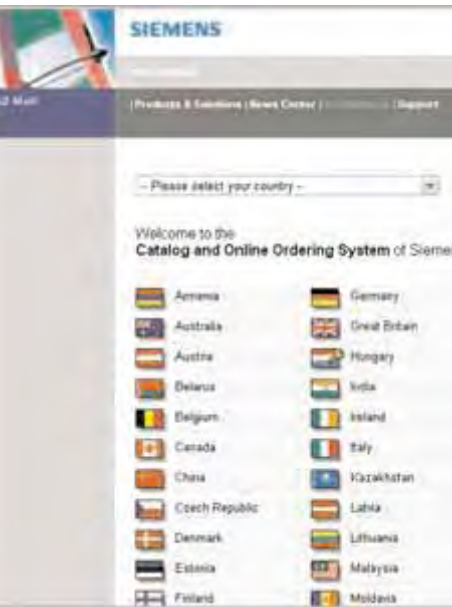 SIEMENS
A&D Mall
|Products & Solutions |News Center | |Support
-- Please select your country --
Welcome to the
Catalog and Online Ordering System of Sieme
Armenia
Germany
Australia
Great Britain
Austria
Hungary
Belarus
India
Belgium
Ireland
Canada
Italy
China
Kazakhstan
Czech Republic
Latvia
Denmark
Lithuania
Estonia
Malaysia
Finland
Moldavia